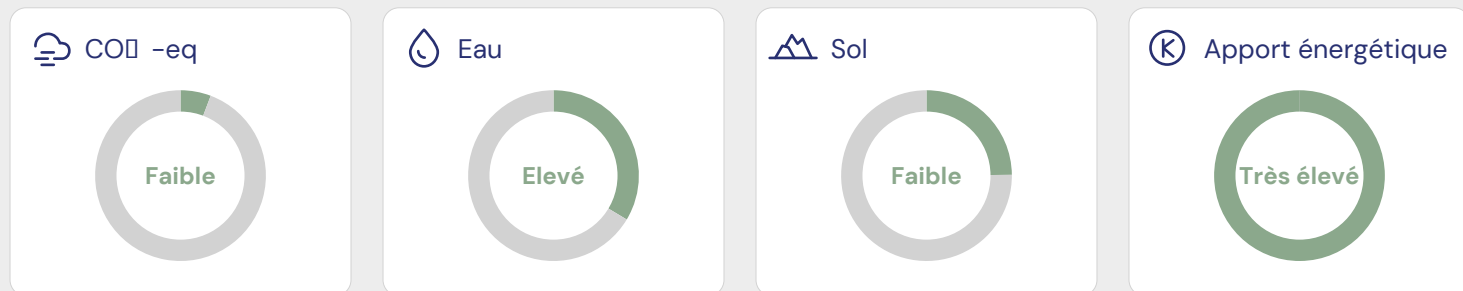 CO▯ -eq
Eau
Sol
Apport énergétique
Faible
Elevé
Faible
Très élevé